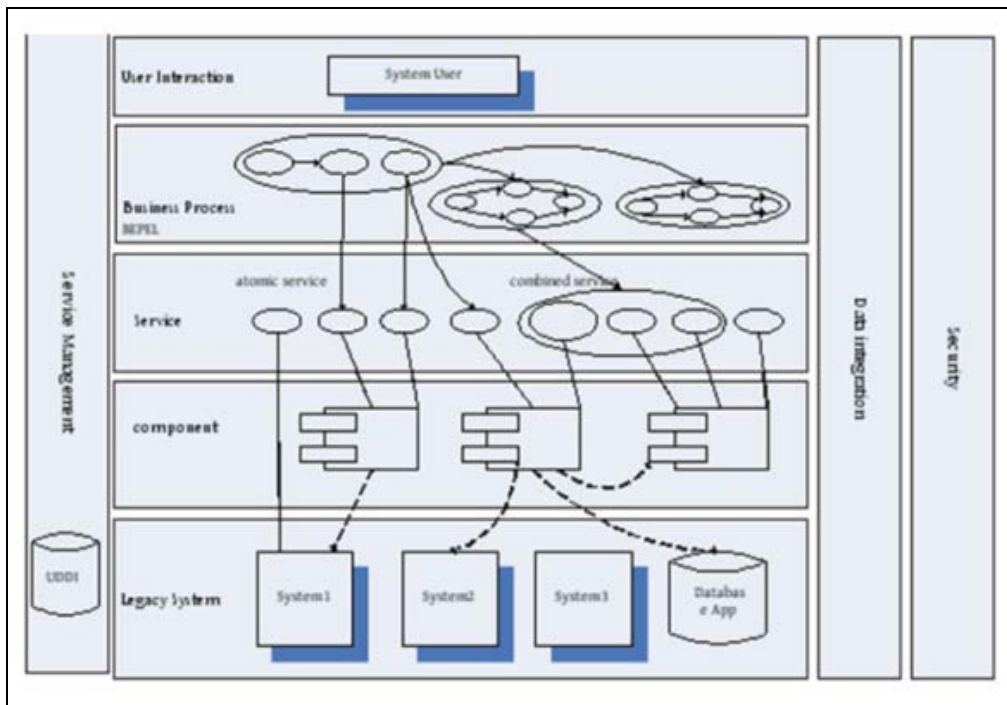 System User
User Interaction
Business Process
BEPEL
atomic service
combined service
Service
component
Legacy System
System1
System2
System3
Databas
e App
UDDI
Service Management
Data integration
Security